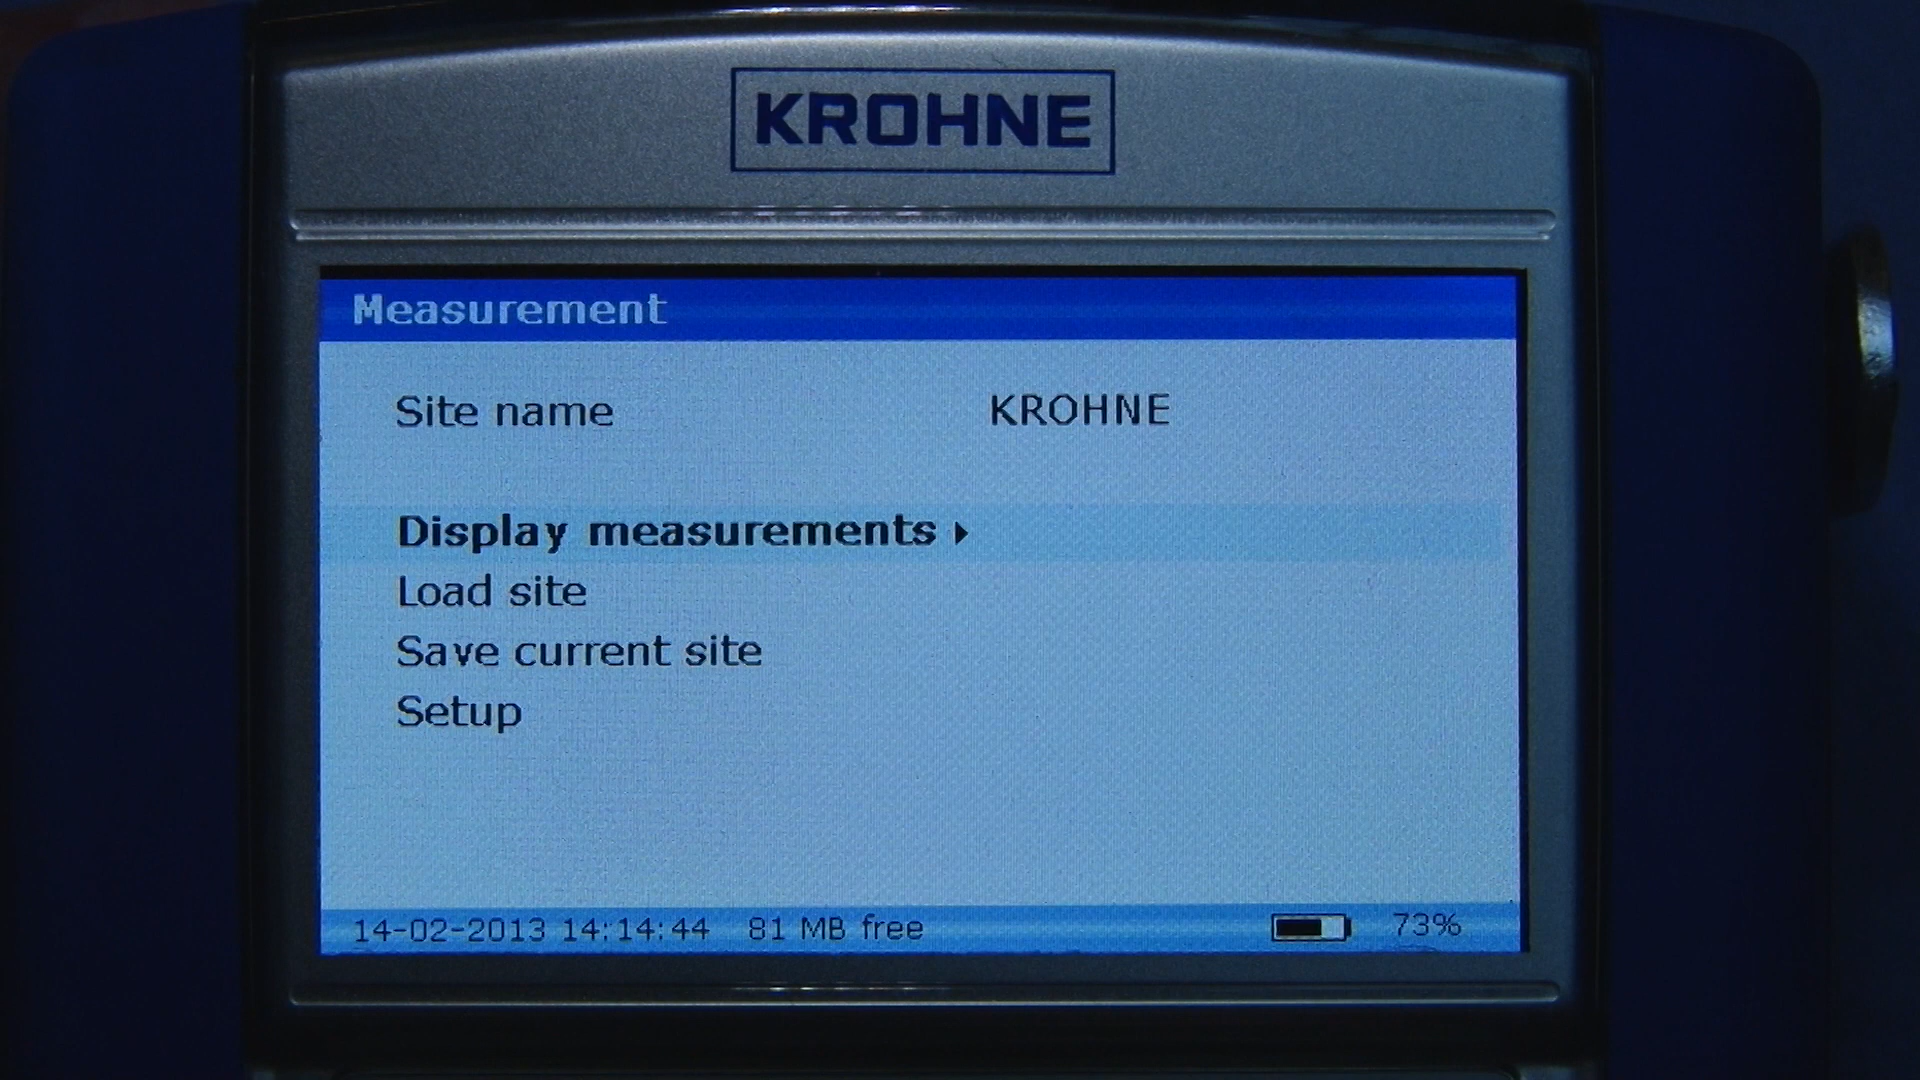 KROHNE
Measurement
Site name KROHNE
Display measurements
Load site
Save current site
Setup
14-02-2013 14:14:44 81 MB free 73%